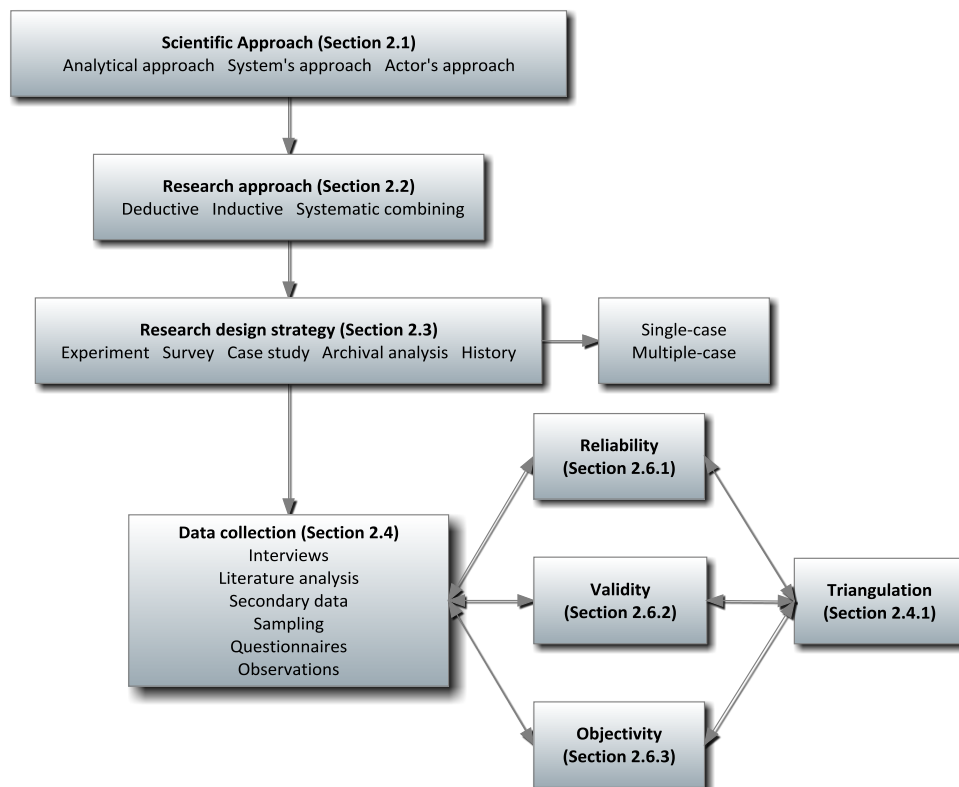 Scientific Approach (Section 2.1)
Analytical approach System's approach Actor's approach
Research approach (Section 2.2)
Deductive Inductive Systematic combining
Research design strategy (Section 2.3)
Experiment Survey Case study Archival analysis History
Single-case
Multiple-case
Reliability
(Section 2.6.1)
Data collection (Section 2.4)
Interviews
Literature analysis
Secondary data
Sampling
Questionnaires
Observations
Validity
(Section 2.6.2)
Triangulation
(Section 2.4.1)
Objectivity
(Section 2.6.3)